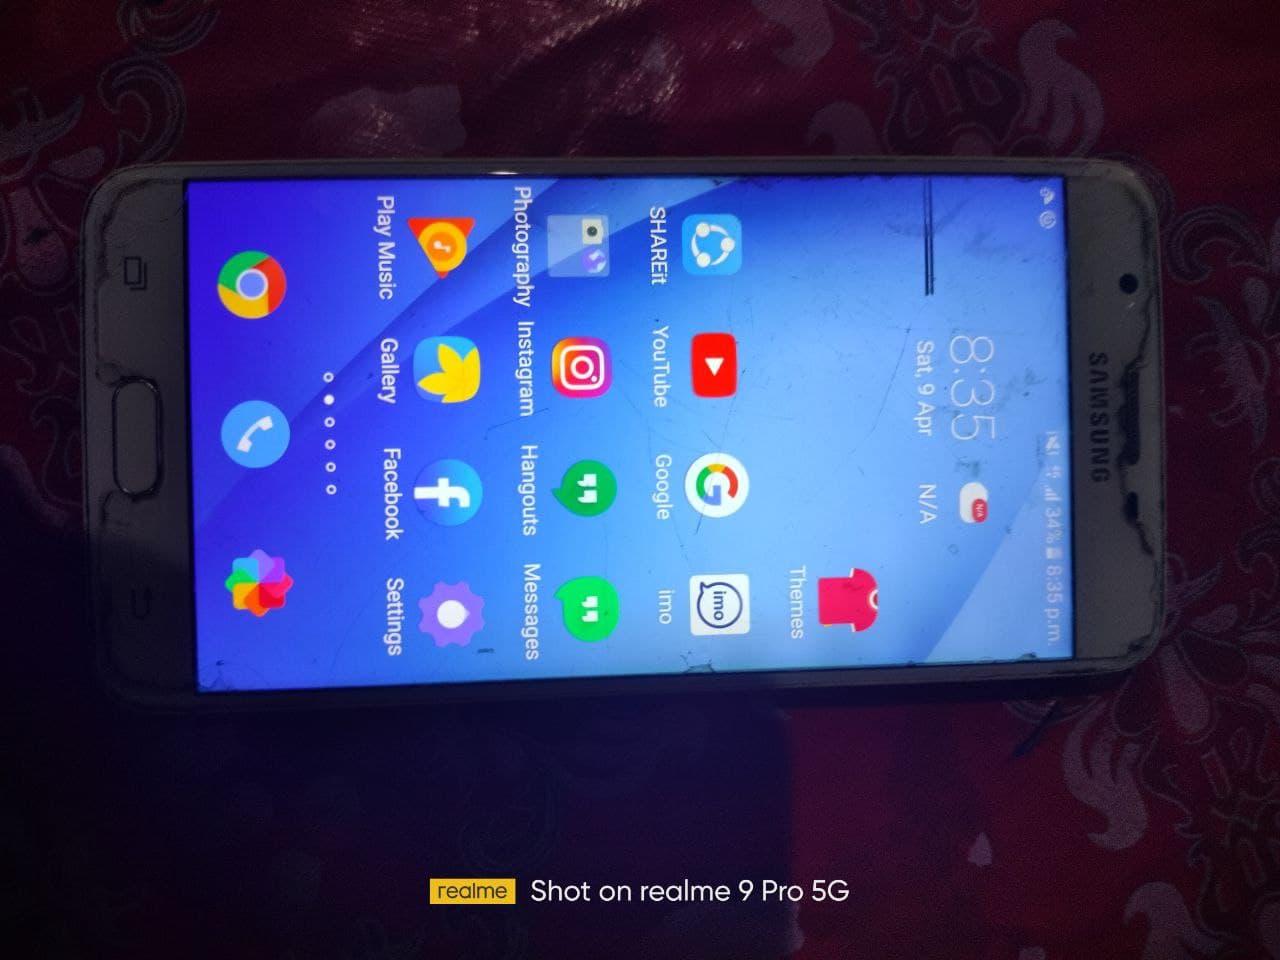 SAMSUNG
34% 8:35 p.m.
8:35
Sat, 9 Apr
N/A
N/A
Themes
SHAREit
YouTube
Google
imo
imo
Photography
Instagram
Hangouts
Messages
Play Music
Gallery
Facebook
Settings
realme Shot on realme 9 Pro 5G